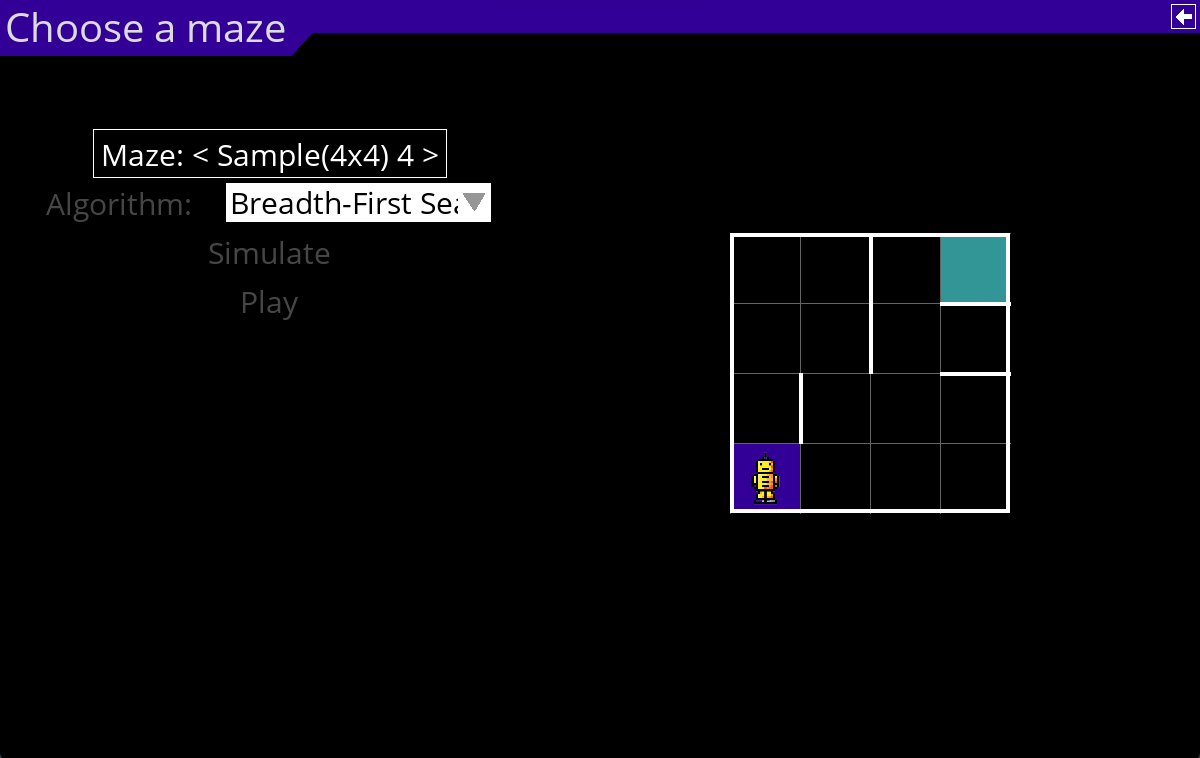 Choose a maze
Maze: < Sample(4x4) 4 >
Algorithm: Breadth-First Sea
Simulate
Play